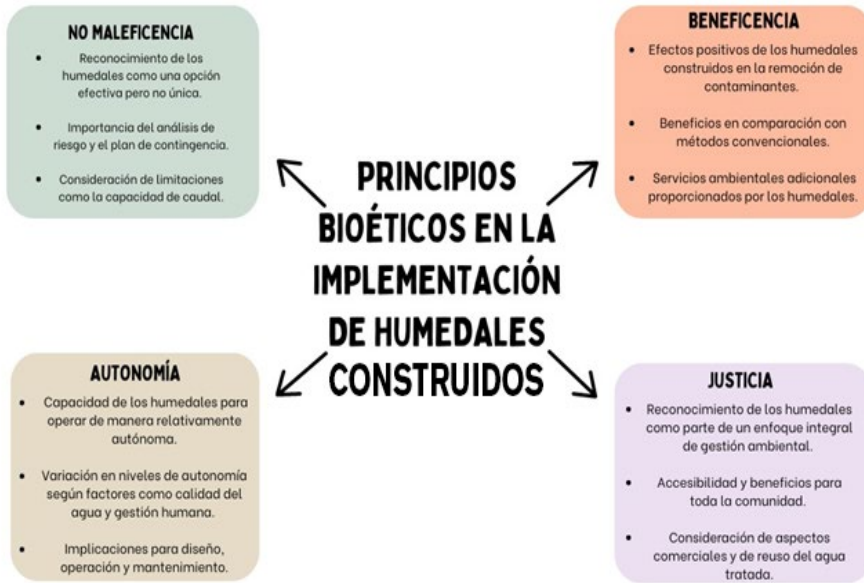 NO MALEFICENCIA
• Reconocimiento de los
humedales como una opción
efectiva pero no única.
• Importancia del análisis de
riesgo y el plan de contingencia.
• Consideración de limitaciones
como la capacidad de caudal.
BENEFICENCIA
• Efectos positivos de los humedales
construidos en la remoción de
contaminantes.
• Beneficios en comparación con
métodos convencionales.
• Servicios ambientales adicionales
proporcionados por los humedales.
PRINCIPIOS
BIOÉTICOS EN LA
IMPLEMENTACIÓN
DE HUMEDALES
CONSTRUIDOS
AUTONOMÍA
• Capacidad de los humedales para
operar de manera relativamente
autónoma.
• Variación en niveles de autonomía
según factores como calidad del
agua y gestión humana.
• Implicaciones para diseño,
operación y mantenimiento.
JUSTICIA
• Reconocimiento de los humedales
como parte de un enfoque integral
de gestión ambiental.
• Accesibilidad y beneficios para
toda la comunidad.
• Consideración de aspectos
comerciales y de reuso del agua
tratada.